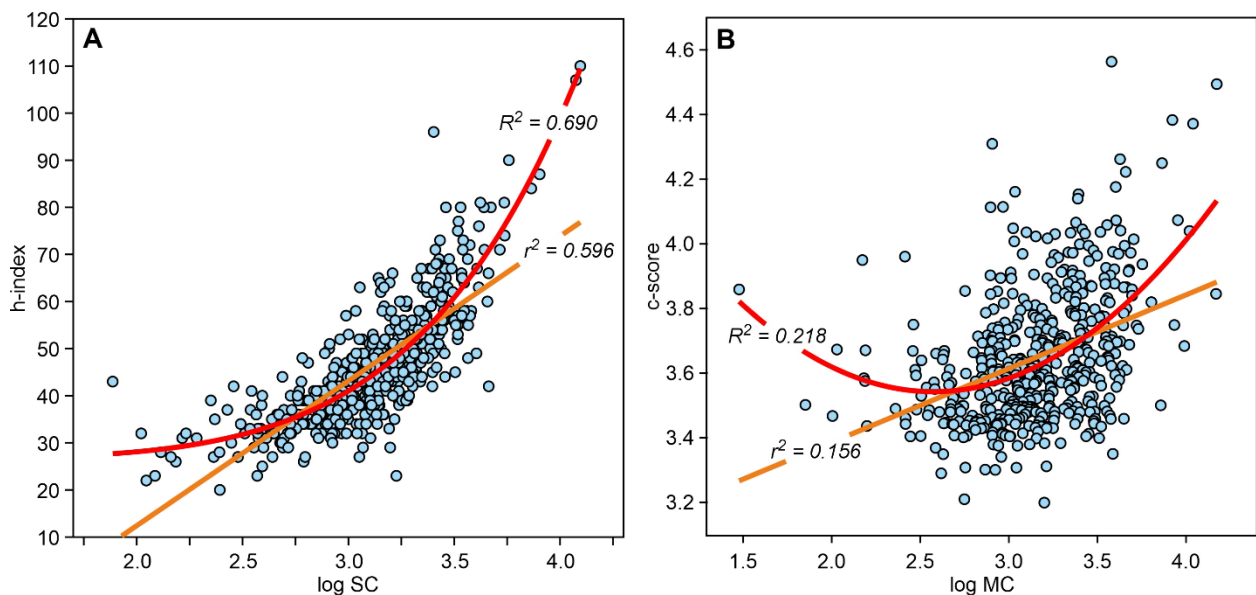 A
120
110
100
90
80
70
60
50
40
30
20
10
h-index
R² = 0.690
r² = 0.596
2.0 2.5 3.0 3.5 4.0
log SC
B
4.6
4.4
4.2
4.0
3.8
3.6
3.4
3.2
c-score
R² = 0.218
r² = 0.156
1.5 2.0 2.5 3.0 3.5 4.0
log MC